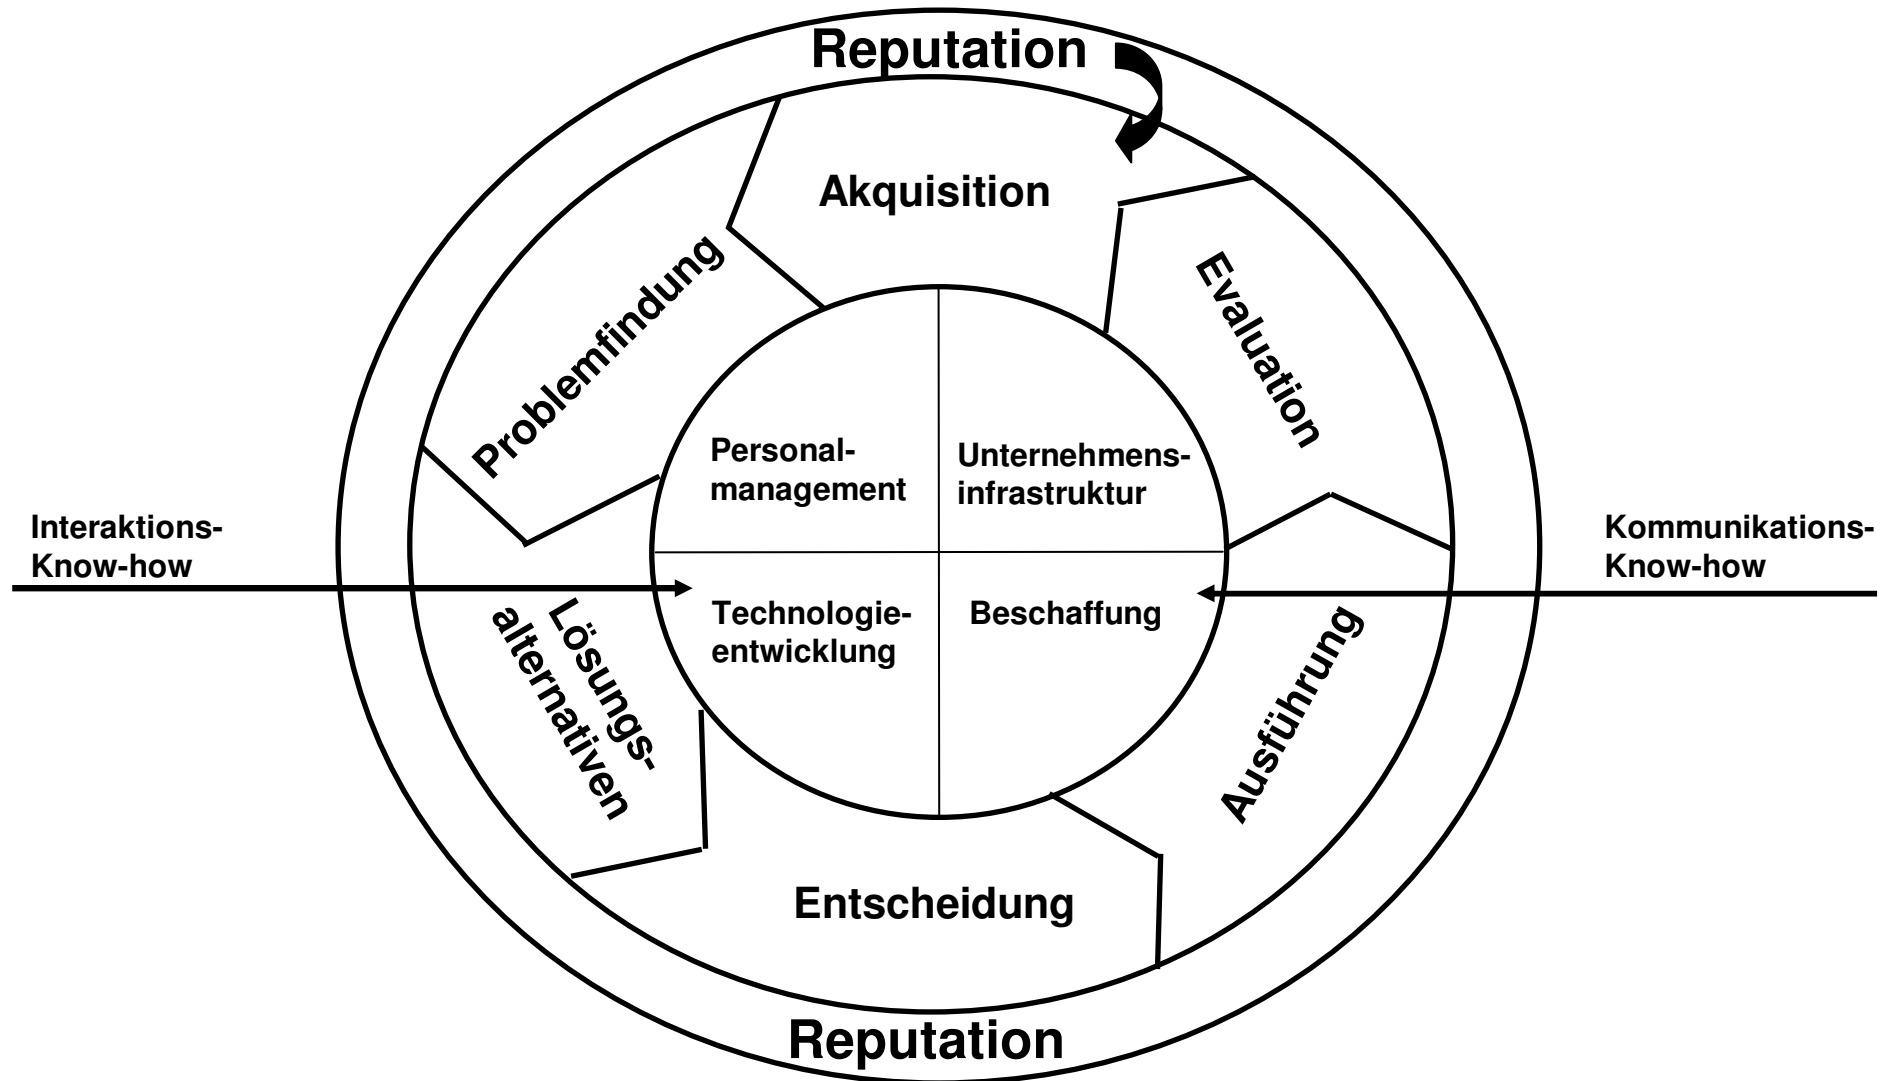 Reputation
Akquisition
Problemfindung
Evaluation
Personal-
management
Unternehmens-
infrastruktur
Interaktions-
Know-how
Kommunikations-
Know-how
Technologie-
entwicklung
Beschaffung
Lösungs-
alternativen
Ausführung
Entscheidung
Reputation